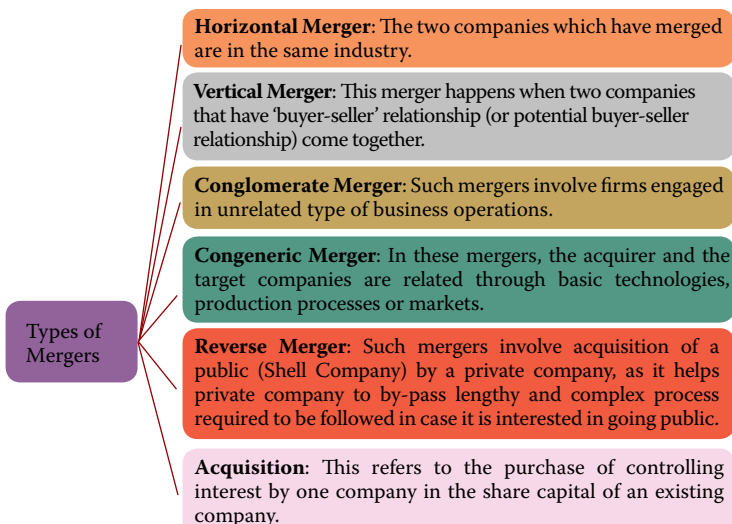 Horizontal Merger: The two companies which have merged
are in the same industry.
Vertical Merger: This merger happens when two companies
that have ‘buyer-seller’ relationship (or potential buyer-seller
relationship) come together.
Conglomerate Merger: Such mergers involve firms engaged
in unrelated type of business operations.
Congeneric Merger: In these mergers, the acquirer and the
target companies are related through basic technologies,
production processes or markets.
Types of
Mergers
Reverse Merger: Such mergers involve acquisition of a
public (Shell Company) by a private company, as it helps
private company to by-pass lengthy and complex process
required to be followed in case it is interested in going public.
Acquisition: This refers to the purchase of controlling
interest by one company in the share capital of an existing
company.